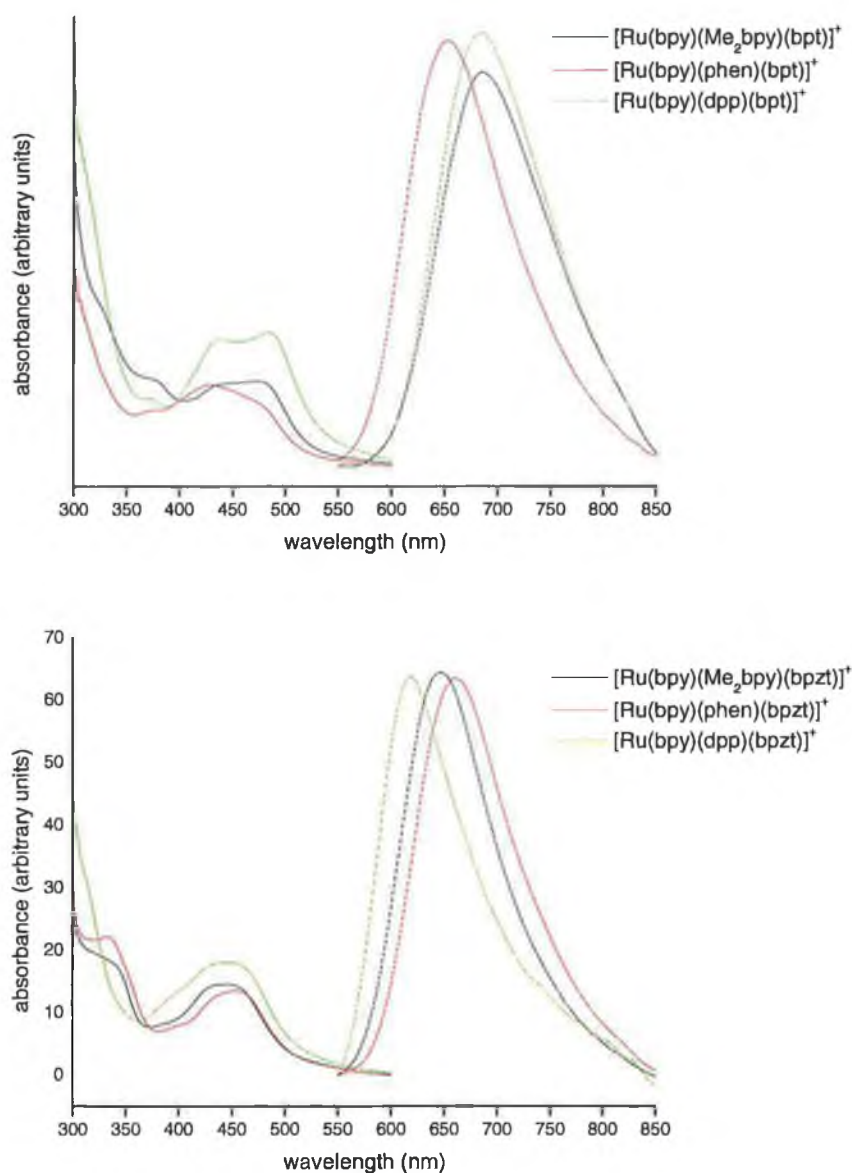 [Ru(bpy)(Me₂bpy)(bpt)]⁺
[Ru(bpy)(phen)(bpt)]⁺
[Ru(bpy)(dpp)(bpt)]⁺
absorbance (arbitrary units)
300 350 400 450 500 550 600 650 700 750 800 850
wavelength (nm)
70
60
50
40
30
20
10
0
[Ru(bpy)(Me₂bpy)(bpzt)]⁺
[Ru(bpy)(phen)(bpzt)]⁺
[Ru(bpy)(dpp)(bpzt)]⁺
absorbance (arbitrary units)
300 350 400 450 500 550 600 650 700 750 800 850
wavelength (nm)